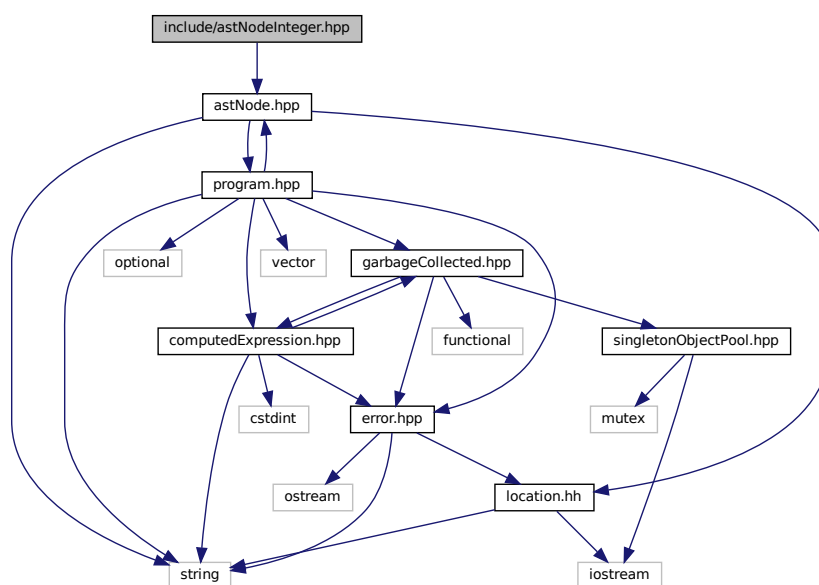 include/astNodeInteger.hpp
astNode.hpp
program.hpp
optional
vector
garbageCollected.hpp
computedExpression.hpp
functional
singletonObjectPool.hpp
cstdint
error.hpp
mutex
ostream
location.hh
string
iostream